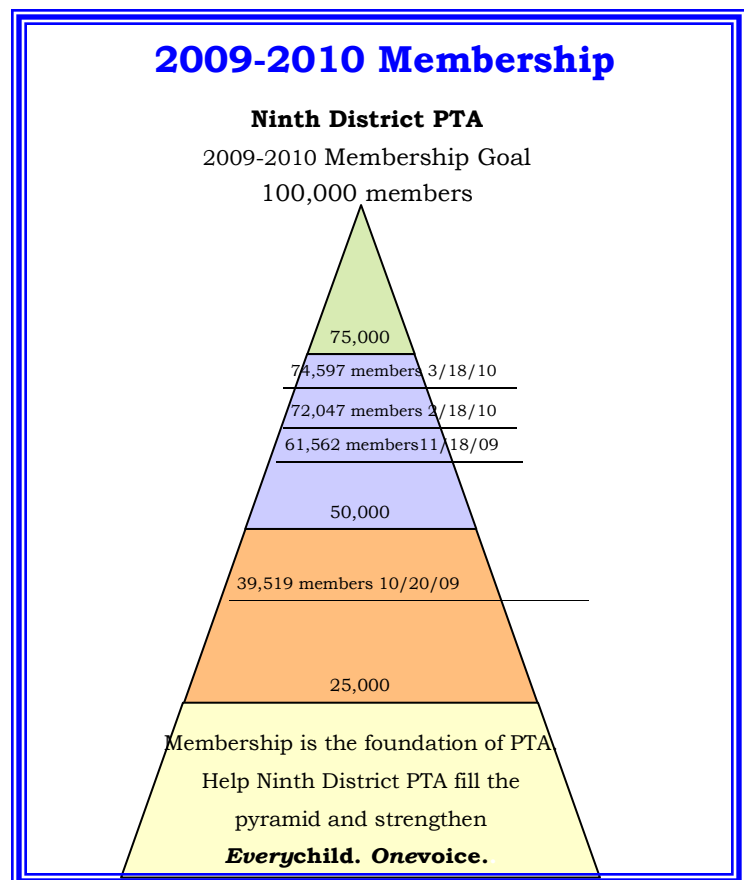 2009-2010 Membership
Ninth District PTA
2009-2010 Membership Goal
100,000 members
75,000
74,597 members 3/18/10
72,047 members 2/18/10
61,562 members11/18/09
50,000
39,519 members 10/20/09
25,000
Membership is the foundation of PTA.
Help Ninth District PTA fill the
pyramid and strengthen
Everychild. Onevoice.